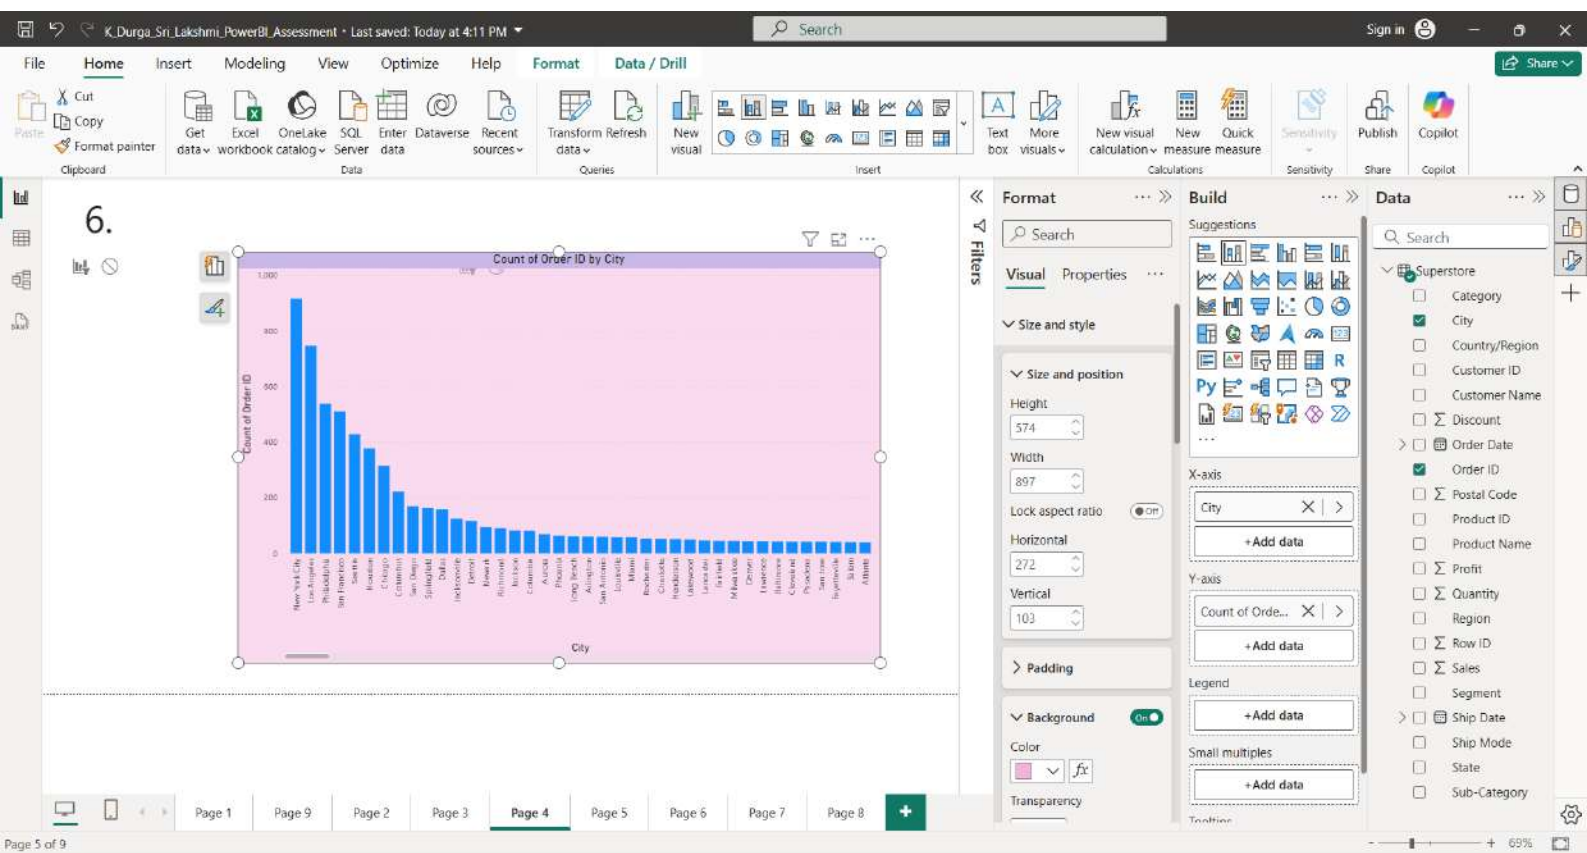 K_Durga_Sri_Lakshmi_PowerBI_Assessment • Last saved: Today at 4:11 PM
Search
Sign in
File Home Insert Modeling View Optimize Help Format Data / Drill
Share
Paste
Cut
Copy
Format painter
Get data
Excel workbook
OneLake catalog
SQL Server
Enter data
Dataverse
Recent sources
Transform data
Refresh
New visual
Text box
More visuals
New visual calculation
New measure
Quick measure
Sensitivity
Publish
Copilot
Clipboard
Data
Queries
Insert
Calculations
Sensitivity
Share
Copilot
6.
Count of Order ID by City
Count of Order ID
1,000
800
600
400
200
0
New York City
Los Angeles
Philadelphia
San Francisco
Seattle
Houston
Chicago
Columbus
San Diego
Springfield
Dallas
Jacksonville
Detroit
Newark
Richmond
Jackson
Columbia
Aurora
Phoenix
Long Beach
Arlington
San Antonio
Louisville
Miami
Rochester
Charlotte
Henderson
Lakewood
Lancaster
Fairfield
Milwaukee
Denver
Lawrence
Baltimore
Cleveland
Pasadena
San Jose
Fayetteville
Salem
Atlanta
City
Filters
Format
Search
Visual Properties
Size and style
Size and position
Height
574
Width
897
Lock aspect ratio
Off
Horizontal
272
Vertical
103
Padding
Background
On
Color
fx
Transparency
Build
Suggestions
123
R
Py
X-axis
City
+Add data
Y-axis
Count of Orde...
+Add data
Legend
+Add data
Small multiples
+Add data
Tooltips
Data
Search
Superstore
Category
City
Country/Region
Customer ID
Customer Name
Discount
Order Date
Order ID
Postal Code
Product ID
Product Name
Profit
Quantity
Region
Row ID
Sales
Segment
Ship Date
Ship Mode
State
Sub-Category
Page 1 Page 9 Page 2 Page 3 Page 4 Page 5 Page 6 Page 7 Page 8
Page 5 of 9
69%